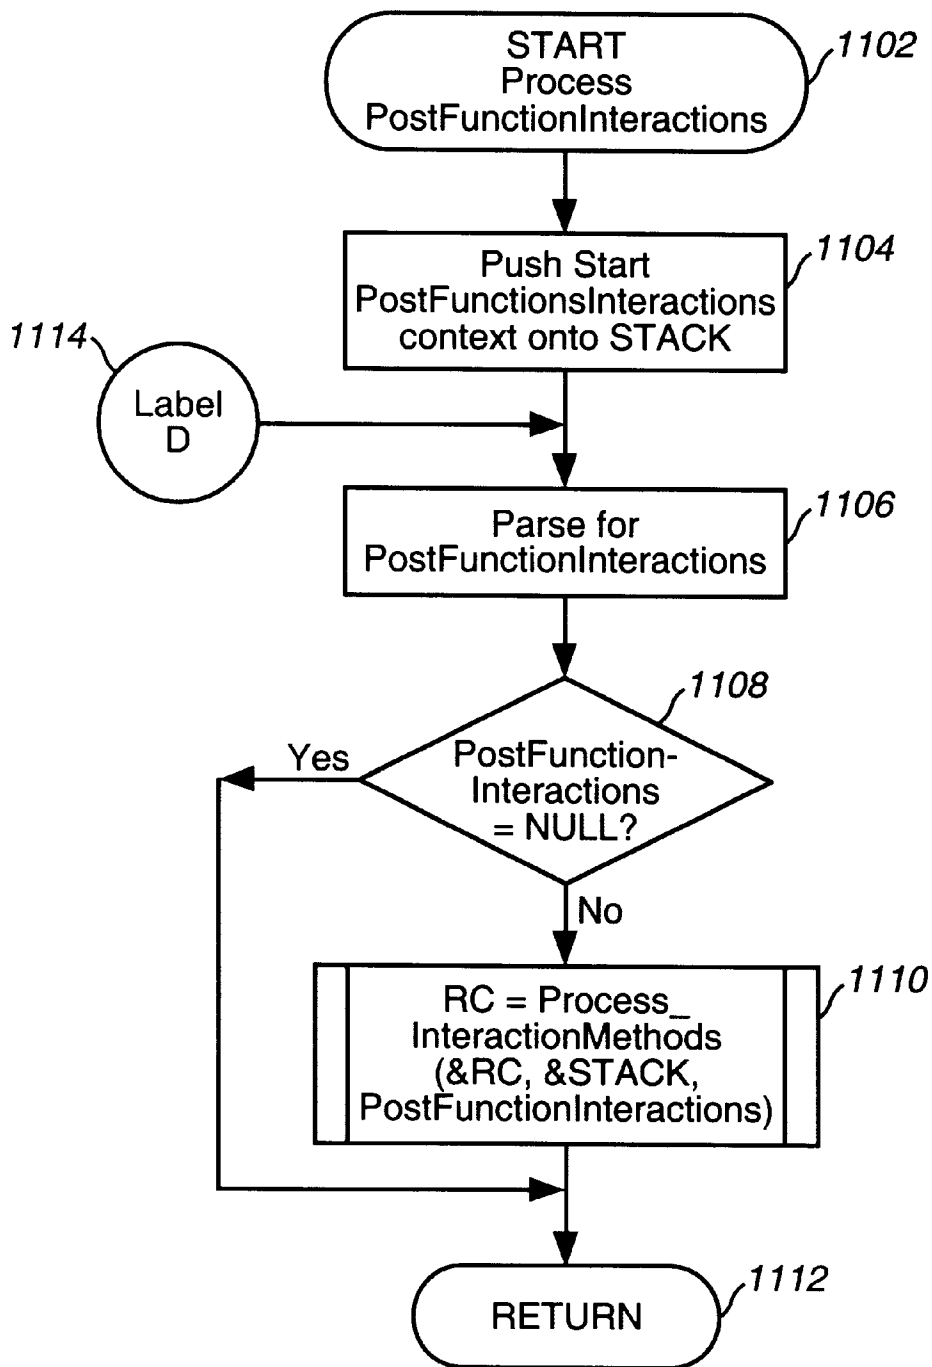 START
Process
PostFunctionInteractions
1102
Push Start
PostFunctionsInteractions
context onto STACK
1104
1114
Label
D
Parse for
PostFunctionInteractions
1106
1108
PostFunction-
Interactions
= NULL?
Yes
No
RC = Process_
InteractionMethods
(&RC, &STACK,
PostFunctionInteractions)
1110
RETURN
1112